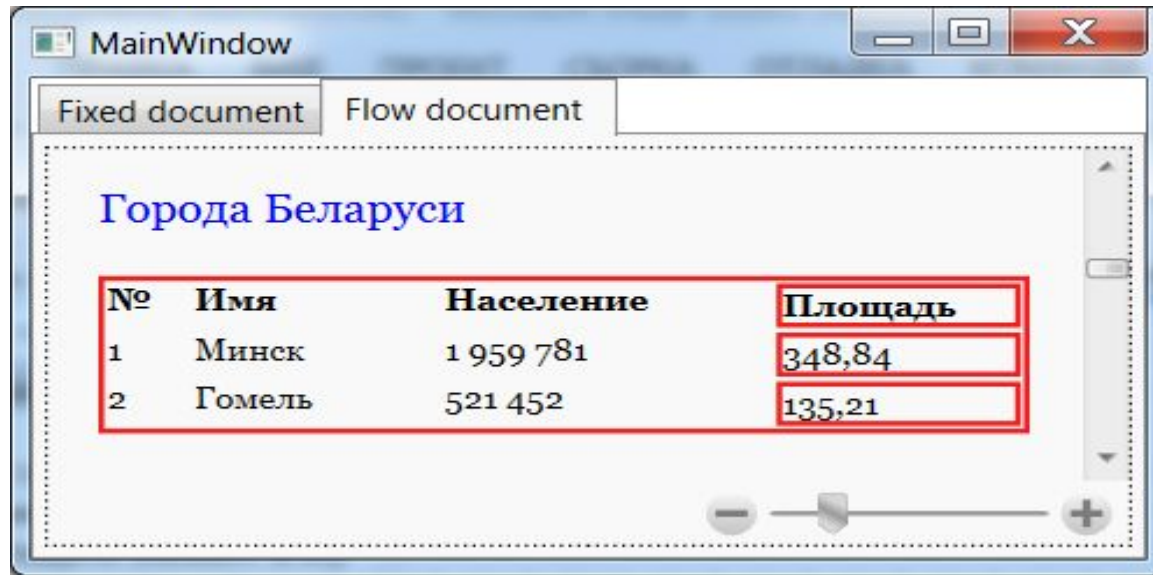 MainWindow
Fixed document Flow document
Города Беларуси
№ Имя Население Площадь
1 Минск 1 959 781 348,84
2 Гомель 521 452 135,21